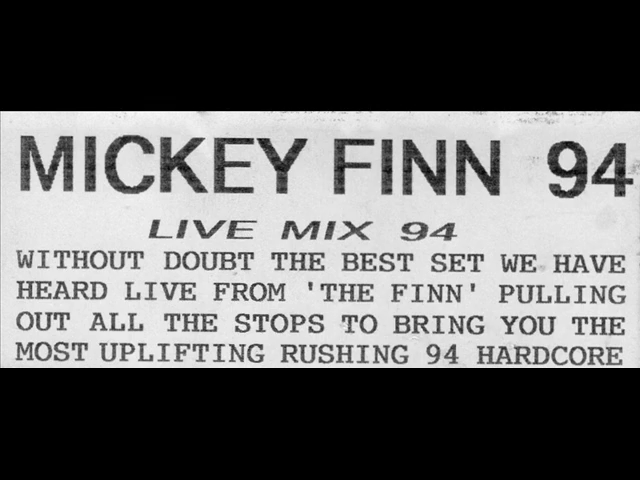 MICKEY FINN 94
LIVE MIX 94
WITHOUT DOUBT THE BEST SET WE HAVE
HEARD LIVE FROM 'THE FINN' PULLING
OUT ALL THE STOPS TO BRING YOU THE
MOST UPLIFTING RUSHING 94 HARDCORE